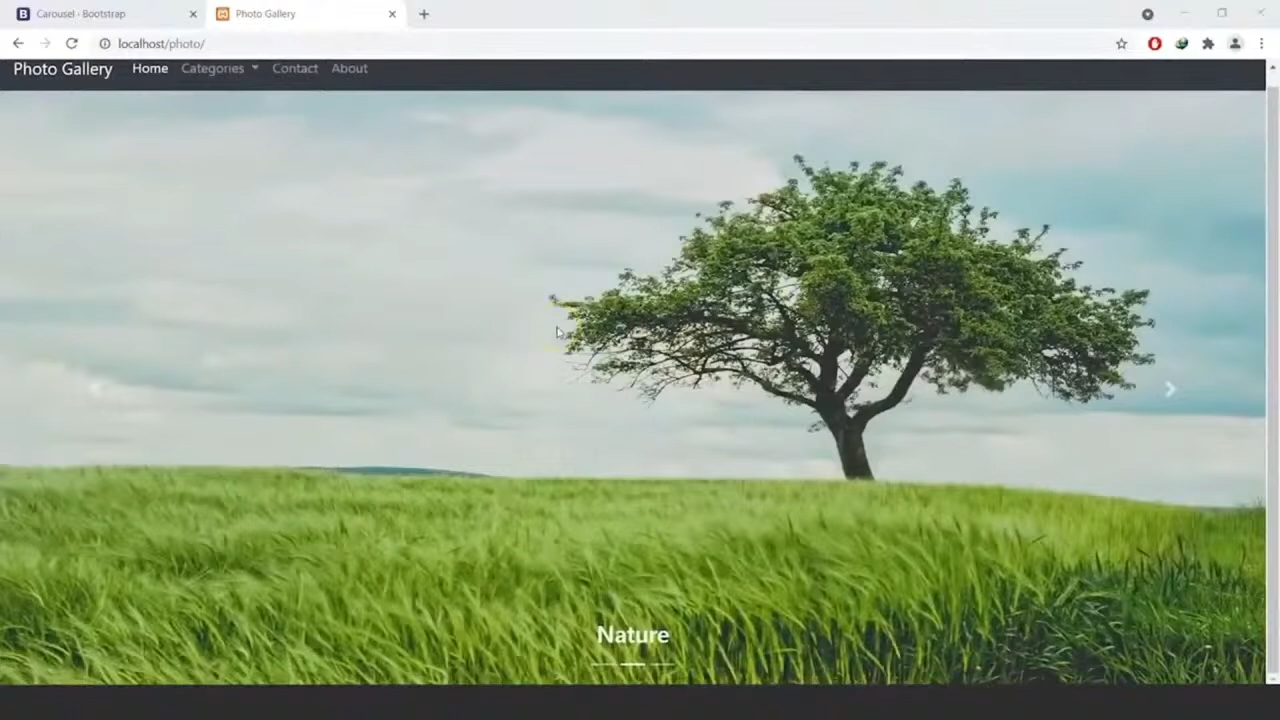 Carousel · Bootstrap
Photo Gallery
localhost/photo/
Photo Gallery Home Categories Contact About
Nature